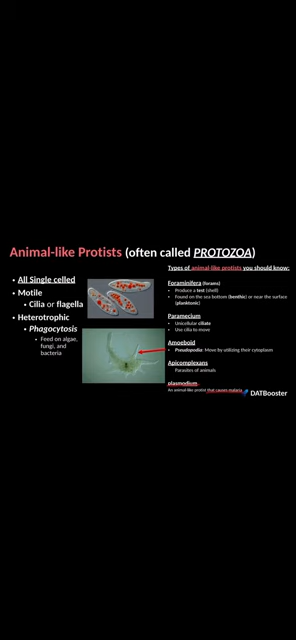 Animal-like Protists (often called PROTOZOA)
• All Single celled
• Motile
• Cilia or flagella
• Heterotrophic
• Phagocytosis
• Feed on algae,
fungi, and
bacteria
Types of animal-like protists you should know:
Foraminifera (forams)
• Produce a test (shell)
• Found on the sea bottom (benthic) or near the surface
(planktonic)
Paramecium
• Unicellular ciliate
• Use cilia to move
Amoeboid
• Pseudopodia: Move by utilizing their cytoplasm
Apicomplexans
Parasites of animals
plasmodium
An animal-like protist that causes malaria
DATBooster